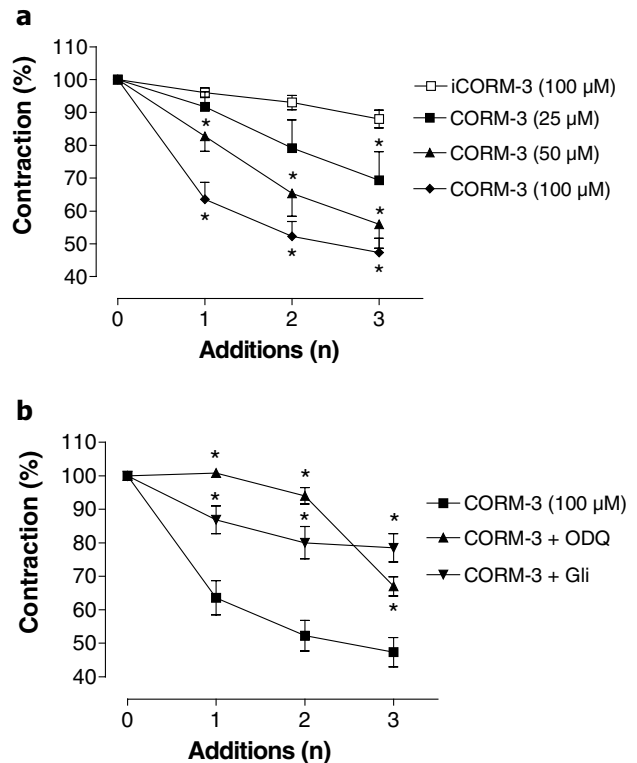 a
Contraction (%)
110
100
90
80
70
60
50
40
0
1
2
3
Additions (n)
* * * * * * *
iCORM-3 (100 µM)
CORM-3 (25 µM)
CORM-3 (50 µM)
CORM-3 (100 µM)
b
Contraction (%)
110
100
90
80
70
60
50
40
0
1
2
3
Additions (n)
* * * * * *
CORM-3 (100 µM)
CORM-3 + ODQ
CORM-3 + Gli